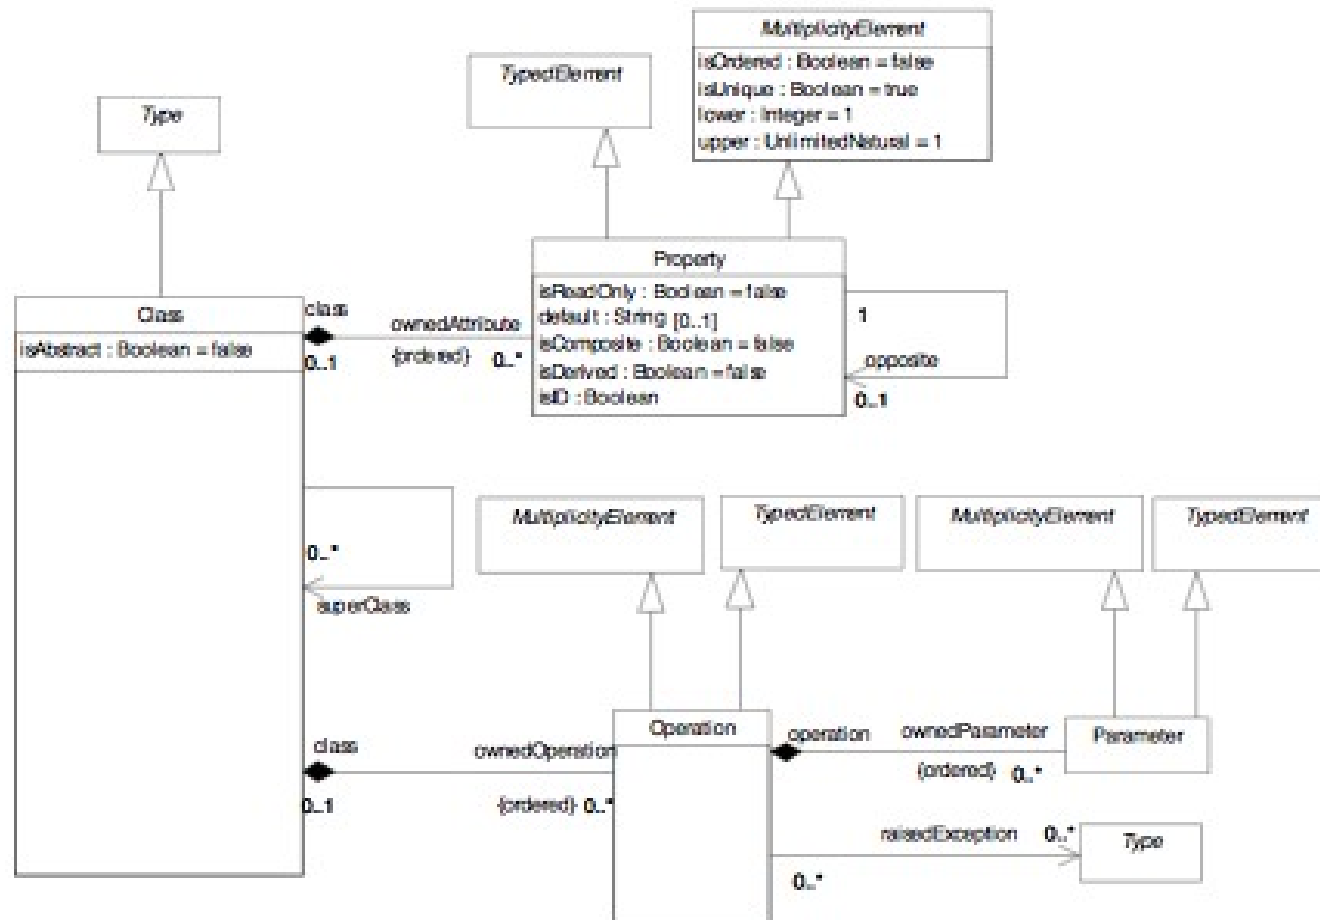 MultiplicityElement
isOrdered : Boolean = false
isUnique : Boolean = true
lower : Integer = 1
upper : UnlimitedNatural = 1
TypedElement
Type
Property
isReadOnly : Boolean = false
default : String [0..1]
isComposite : Boolean = false
isDerived : Boolean = false
isID : Boolean
class
ownedAttribute
{ordered} 0..*
0..1
1
opposite
0..1
Class
isAbstract : Boolean = false
0..*
superClass
MultiplicityElement
TypedElement
MultiplicityElement
TypedElement
class
ownedOperation
0..1
{ordered} 0..*
Operation
operation
ownedParameter
{ordered} 0..*
Parameter
raisedException 0..*
0..*
Type